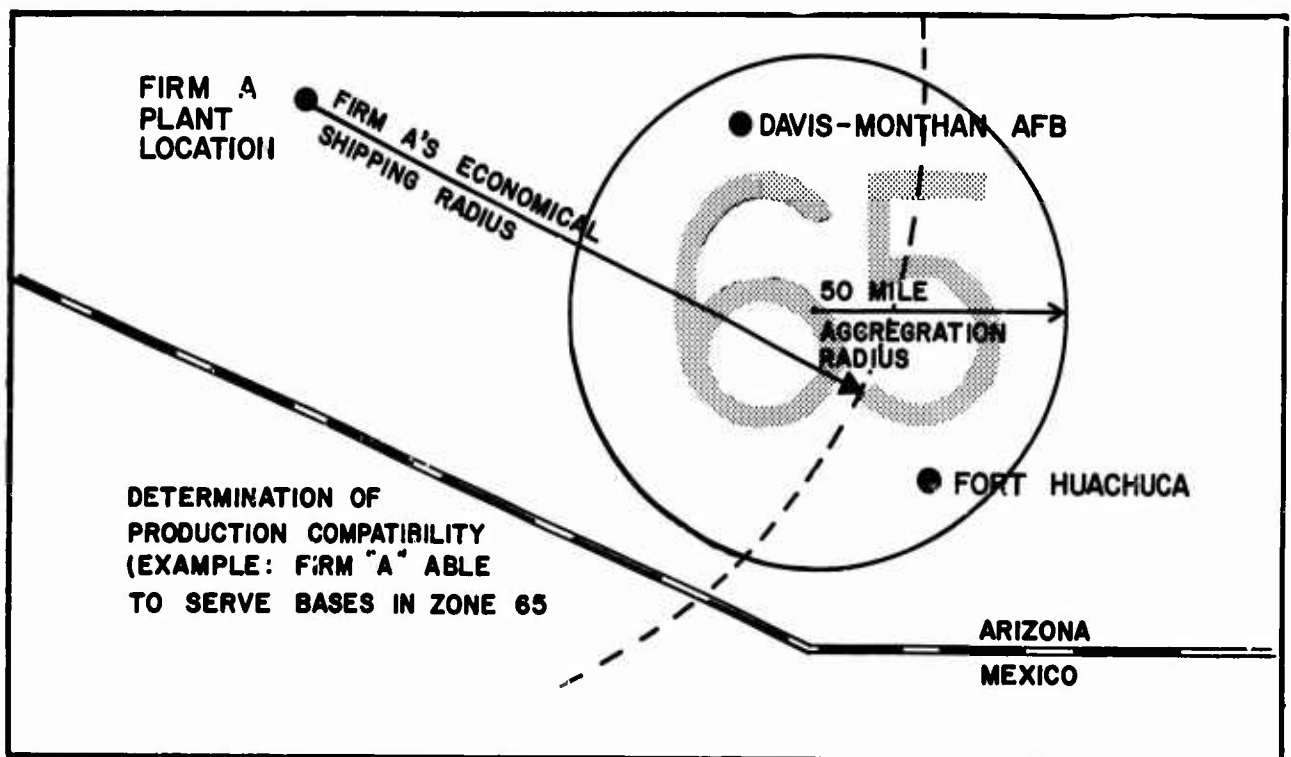 FIRM A
PLANT
LOCATION
FIRM A'S ECONOMICAL
SHIPPING RADIUS
DAVIS-MONTHAN AFB
65
50 MILE
AGGREGRATION
RADIUS
FORT HUACHUCA
DETERMINATION OF
PRODUCTION COMPATIBILITY
(EXAMPLE: FIRM "A" ABLE
TO SERVE BASES IN ZONE 65
ARIZONA
MEXICO